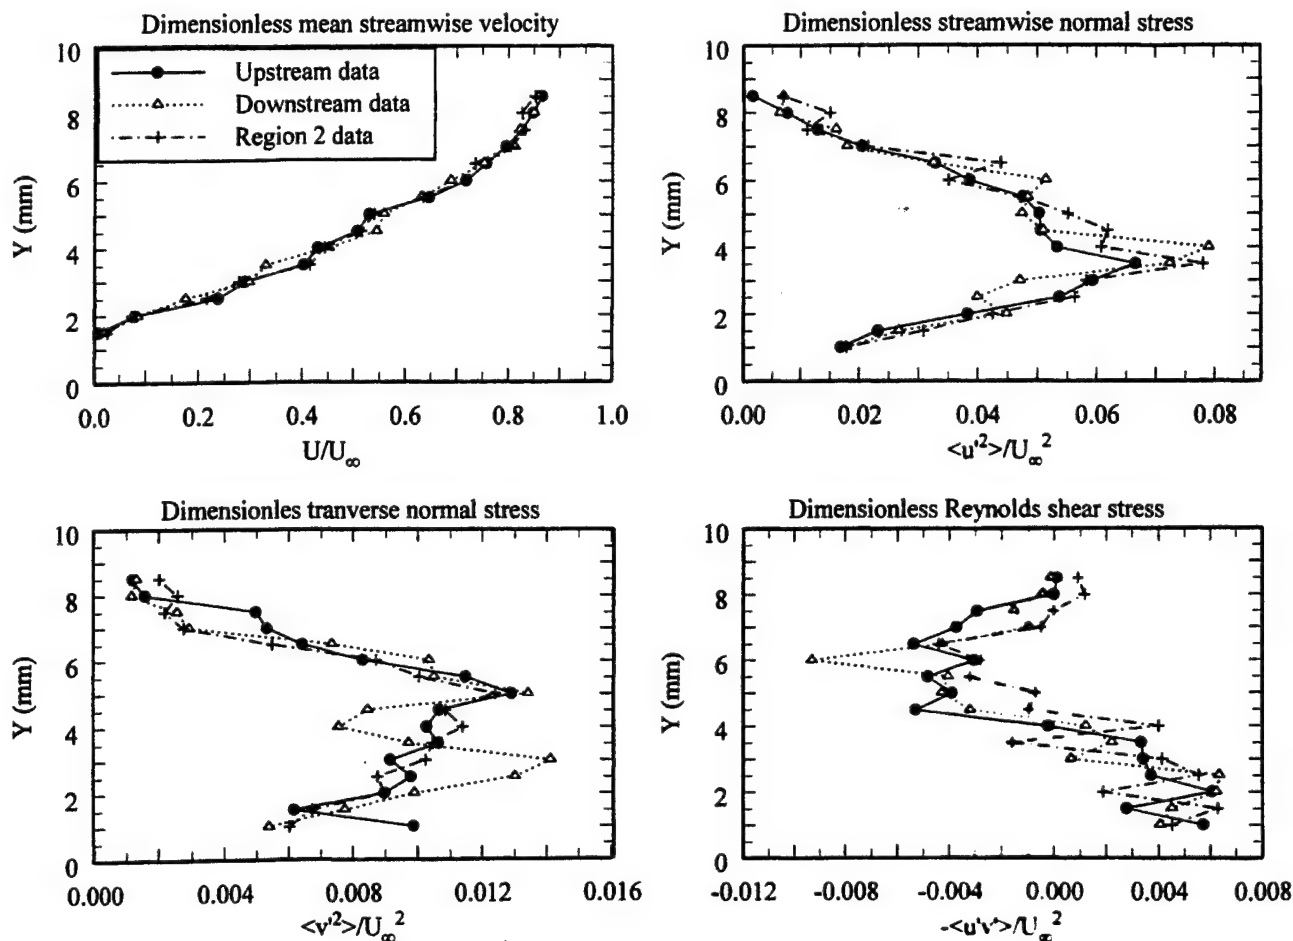 Dimensionless mean streamwise velocity
10
8
6
4
2
0
Y (mm)
Upstream data
Downstream data
Region 2 data
0.0 0.2 0.4 0.6 0.8 1.0
U/U∞
Dimensionless streamwise normal stress
10
8
6
4
2
0
Y (mm)
0.00 0.02 0.04 0.06 0.08
<u'²>/U∞²
Dimensionles tranverse normal stress
10
8
6
4
2
0
Y (mm)
0.000 0.004 0.008 0.012 0.016
<v'²>/U∞²
Dimensionless Reynolds shear stress
10
8
6
4
2
0
Y (mm)
-0.012 -0.008 -0.004 0.000 0.004 0.008
-<u'v'>/U∞²